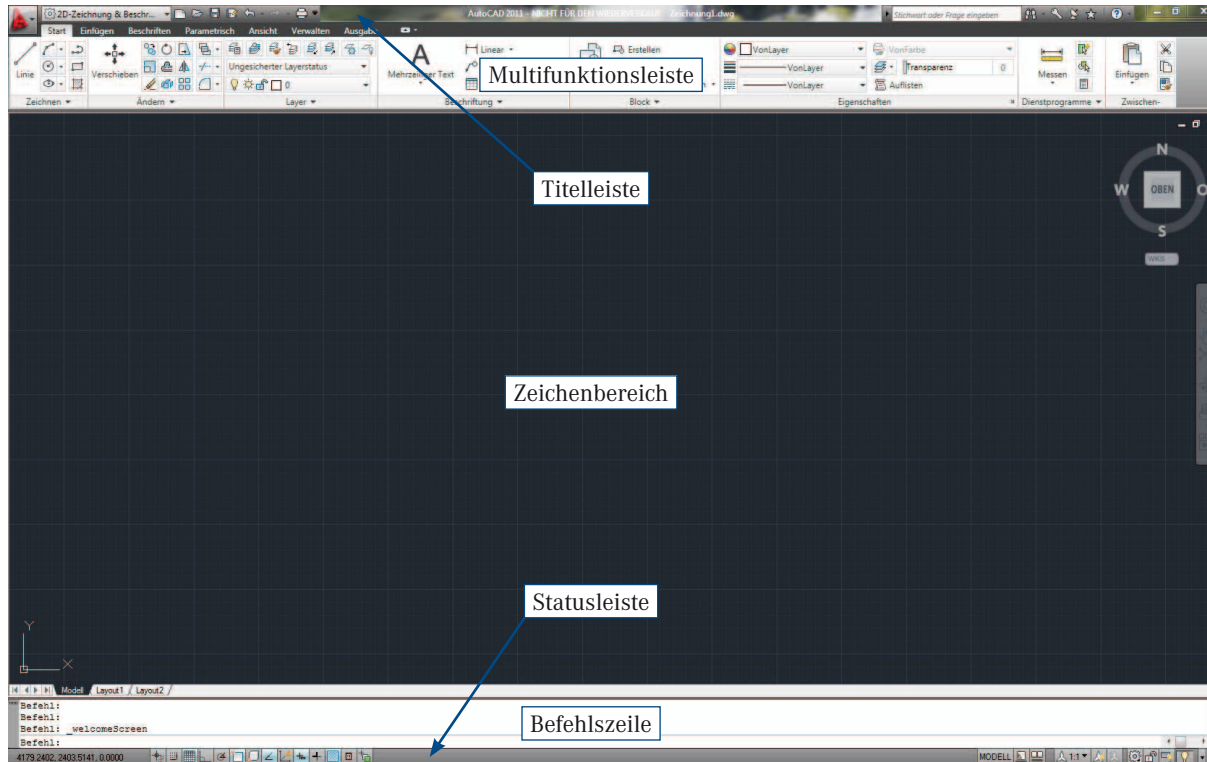 2D-Zeichnung & Beschr...
AutoCAD 2011 - NICHT FÜR DEN WIEDERVERKAUF Zeichnung1.dwg
Stichwort oder Frage eingeben
Start Einfügen Beschriften Parametrisch Ansicht Verwalten Ausgabe
Linie
Verschieben
Ungesicherter Layerstatus
0
A
Mehrzeiliger Text
Linear
Erstellen
Multifunktionsleiste
VonLayer
VonLayer
VonLayer
VonFarbe
Transparenz 0
Auflisten
Messen
Einfügen
Zeichnen Ändern Layer Beschriftung Block Eigenschaften Dienstprogramme Zwischen-
Titelleiste
N
W OBEN O
S
WKS
Zeichenbereich
Statusleiste
Y
X
Modell Layout1 Layout2
Befehl:
Befehl:
Befehl: _welcomeScreen
Befehl:
Befehlszeile
4179.2402, 2403.5141, 0.0000
MODELL 1:1